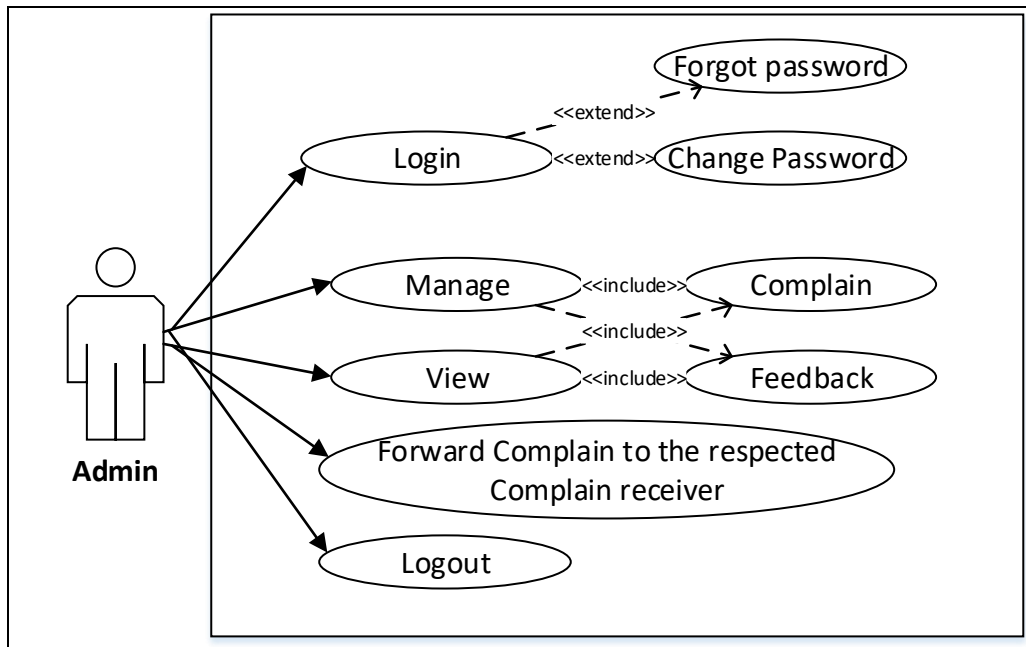 Forgot password
<<extend>>
Login
<<extend>>
Change Password
Manage
<<include>>
Complain
<<include>>
View
<<include>>
Feedback
Forward Complain to the respected
Complain receiver
Admin
Logout